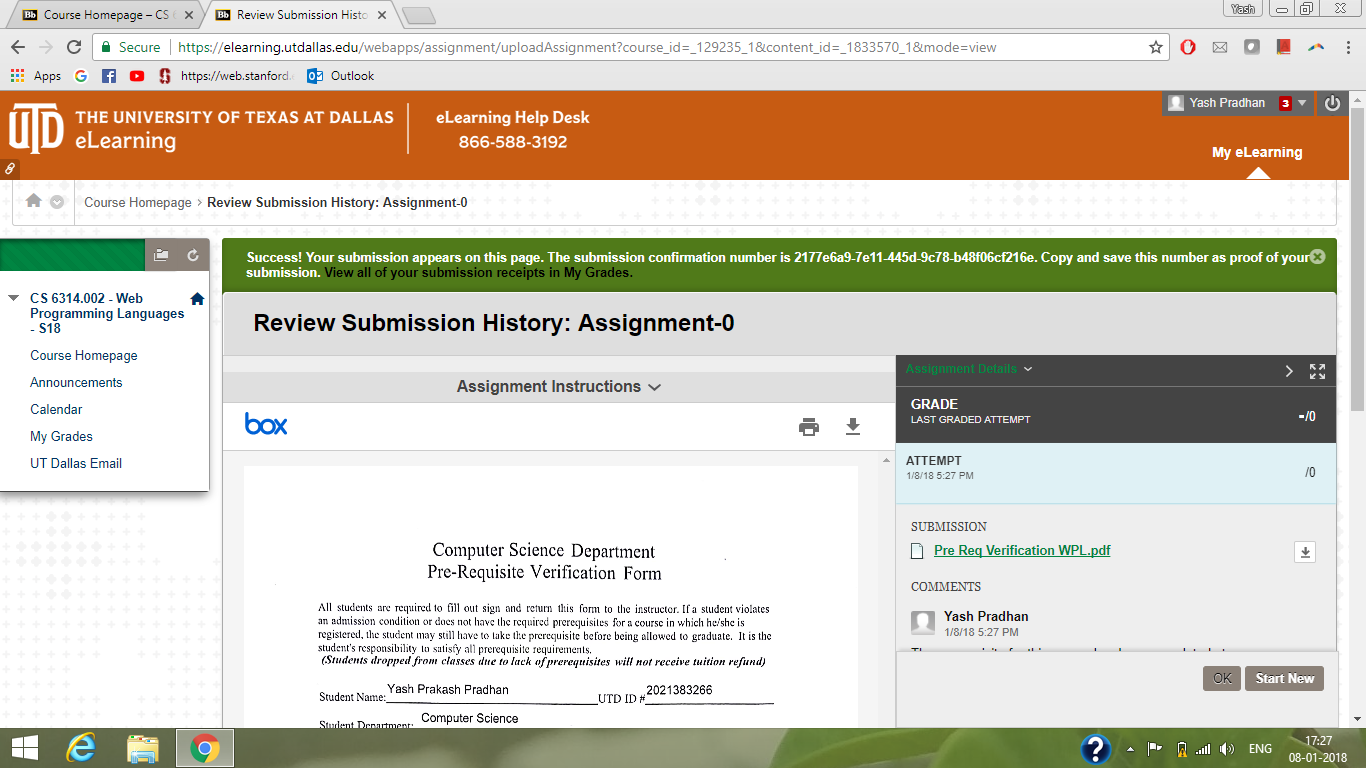 Course Homepage – CS
Review Submission Histo
Yash
Secure
https://elearning.utdallas.edu/webapps/assignment/uploadAssignment?course_id=_129235_1&content_id=_1833570_1&mode=view
Apps
https://web.stanford.
Outlook
UTD
THE UNIVERSITY OF TEXAS AT DALLAS
eLearning
eLearning Help Desk
866-588-3192
Yash Pradhan 3
My eLearning
Course Homepage › Review Submission History: Assignment-0
Success! Your submission appears on this page. The submission confirmation number is 2177e6a9-7e11-445d-9c78-b48f06cf216e. Copy and save this number as proof of your
submission. View all of your submission receipts in My Grades.
CS 6314.002 - Web
Programming Languages
- S18
Course Homepage
Announcements
Calendar
My Grades
UT Dallas Email
Review Submission History: Assignment-0
Assignment Instructions
box
Computer Science Department
Pre-Requisite Verification Form
All students are required to fill out sign and return this form to the instructor. If a student violates
an admission condition or does not have the required prerequisites for a course in which he/she is
registered, the student may still have to take the prerequisite before being allowed to graduate. It is the
student's responsibility to satisfy all prerequisite requirements.
(Students dropped from classes due to lack of prerequisites will not receive tuition refund)
Student Name: Yash Prakash Pradhan UTD ID # 2021383266
Student Department: Computer Science
Assignment Details
GRADE
LAST GRADED ATTEMPT
-/0
ATTEMPT
1/8/18 5:27 PM
/0
SUBMISSION
Pre Req Verification WPL.pdf
COMMENTS
Yash Pradhan
1/8/18 5:27 PM
OK
Start New
ENG
17:27
08-01-2018